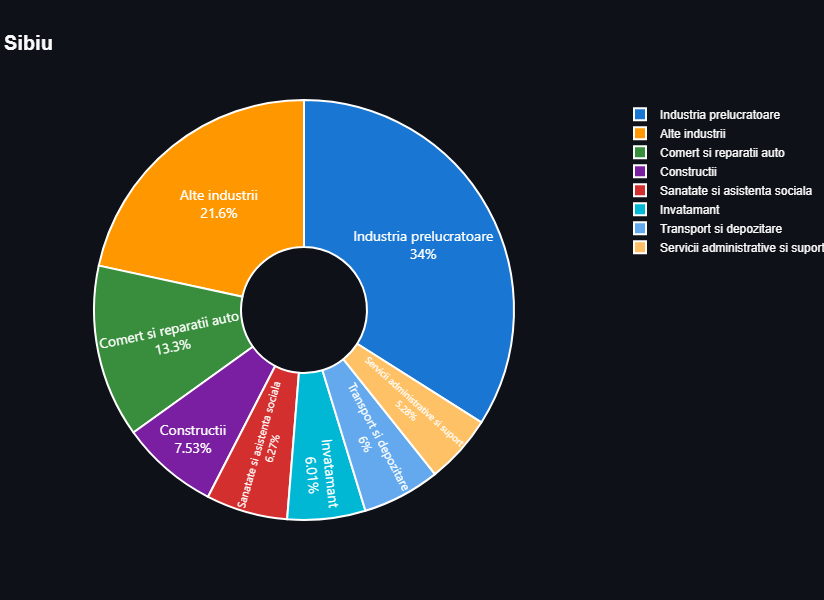 Sibiu
Industria prelucratoare
34%
Alte industrii
21.6%
Comert si reparatii auto
13.3%
Constructii
7.53%
Sanatate si asistenta sociala
6.27%
Invatamant
6.01%
Transport si depozitare
6%
Servicii administrative si suport
5.28%
Industria prelucratoare
Alte industrii
Comert si reparatii auto
Constructii
Sanatate si asistenta sociala
Invatamant
Transport si depozitare
Servicii administrative si suport